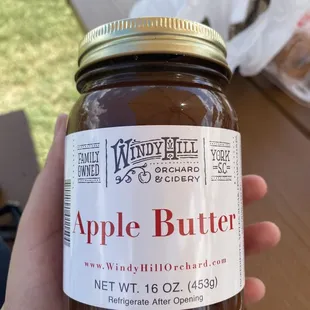 FAMILY
OWNED
WINDY HILL
ORCHARD
& CIDERY
YORK
SC
Apple Butter
www.WindyHillOrchard.com
NET WT. 16 OZ. (453g)
Refrigerate After Opening